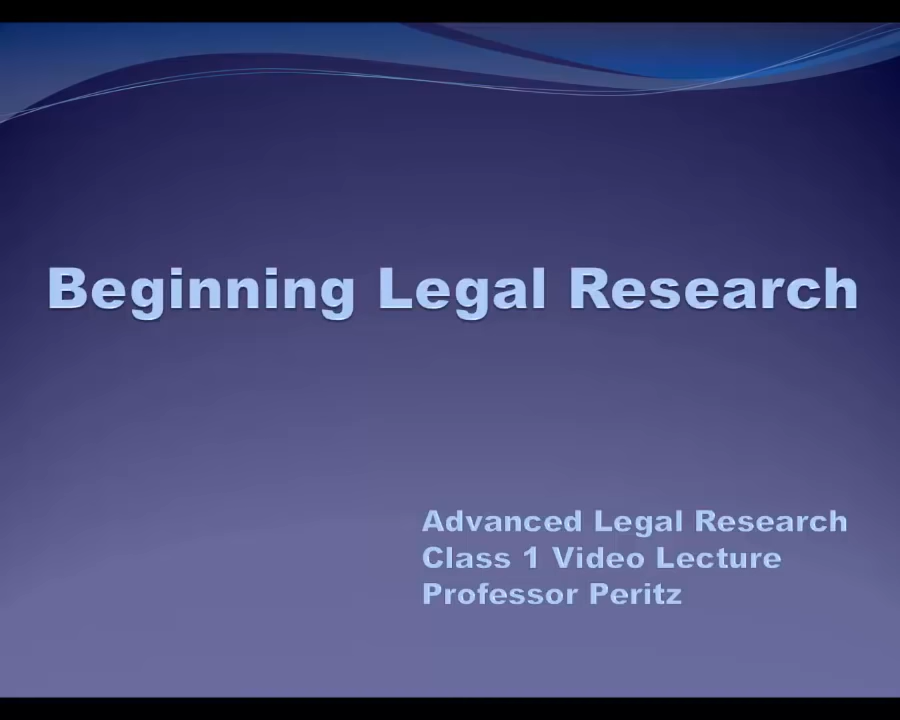 Beginning Legal Research
Advanced Legal Research
Class 1 Video Lecture
Professor Peritz